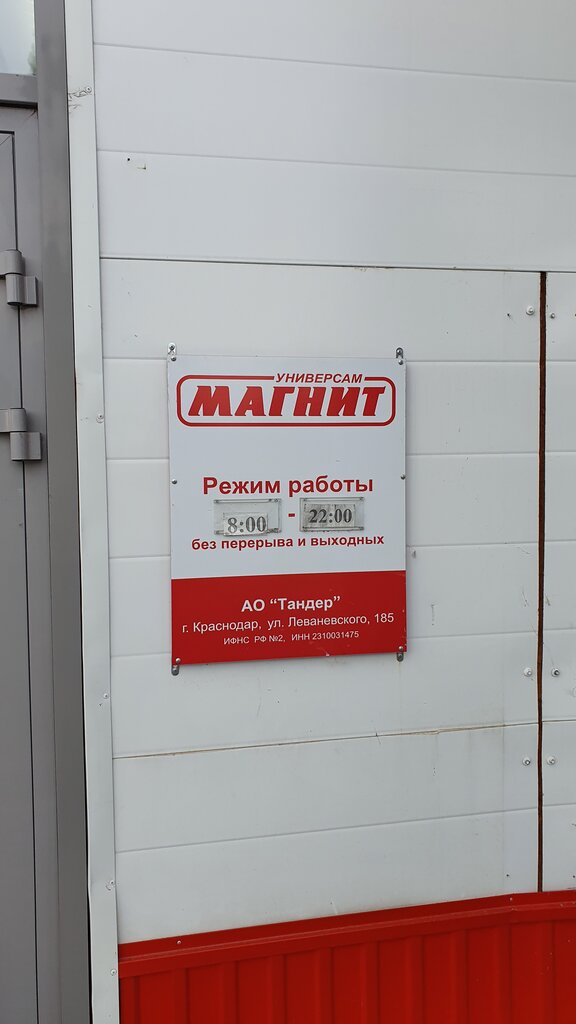 УНИВЕРСАМ
МАГНИТ
Режим работы
8:00 - 22:00
без перерыва и выходных
АО "Тандер"
г. Краснодар, ул. Леваневского, 185
ИФНС РФ №2, ИНН 2310031475